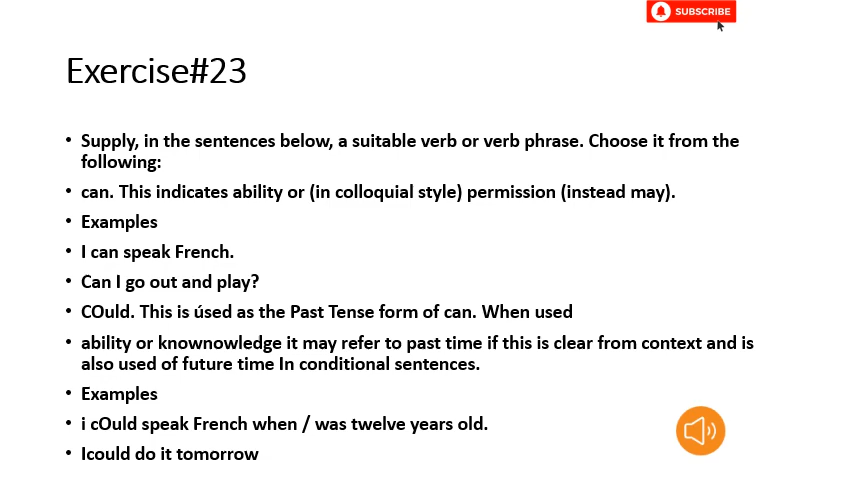 SUBSCRIBE
Exercise#23
• Supply, in the sentences below, a suitable verb or verb phrase. Choose it from the
following:
• can. This indicates ability or (in colloquial style) permission (instead may).
• Examples
• I can speak French.
• Can I go out and play?
• COuld. This is úsed as the Past Tense form of can. When used
• ability or knownowledge it may refer to past time if this is clear from context and is
also used of future time In conditional sentences.
• Examples
• i cOuld speak French when / was twelve years old.
• Icould do it tomorrow